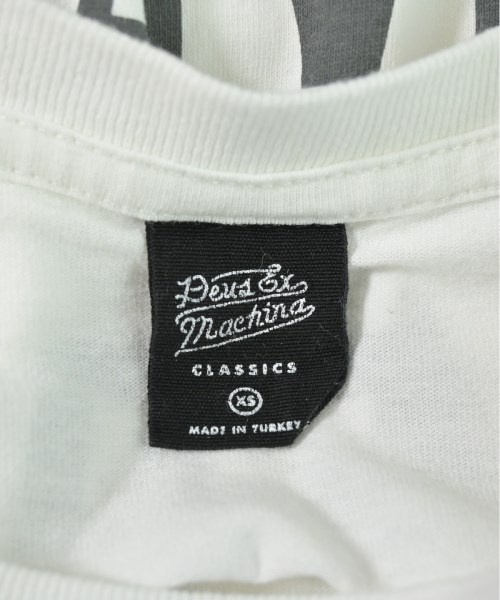 Deus Ex
Machina
CLASSICS
XS
MADE IN TURKEY